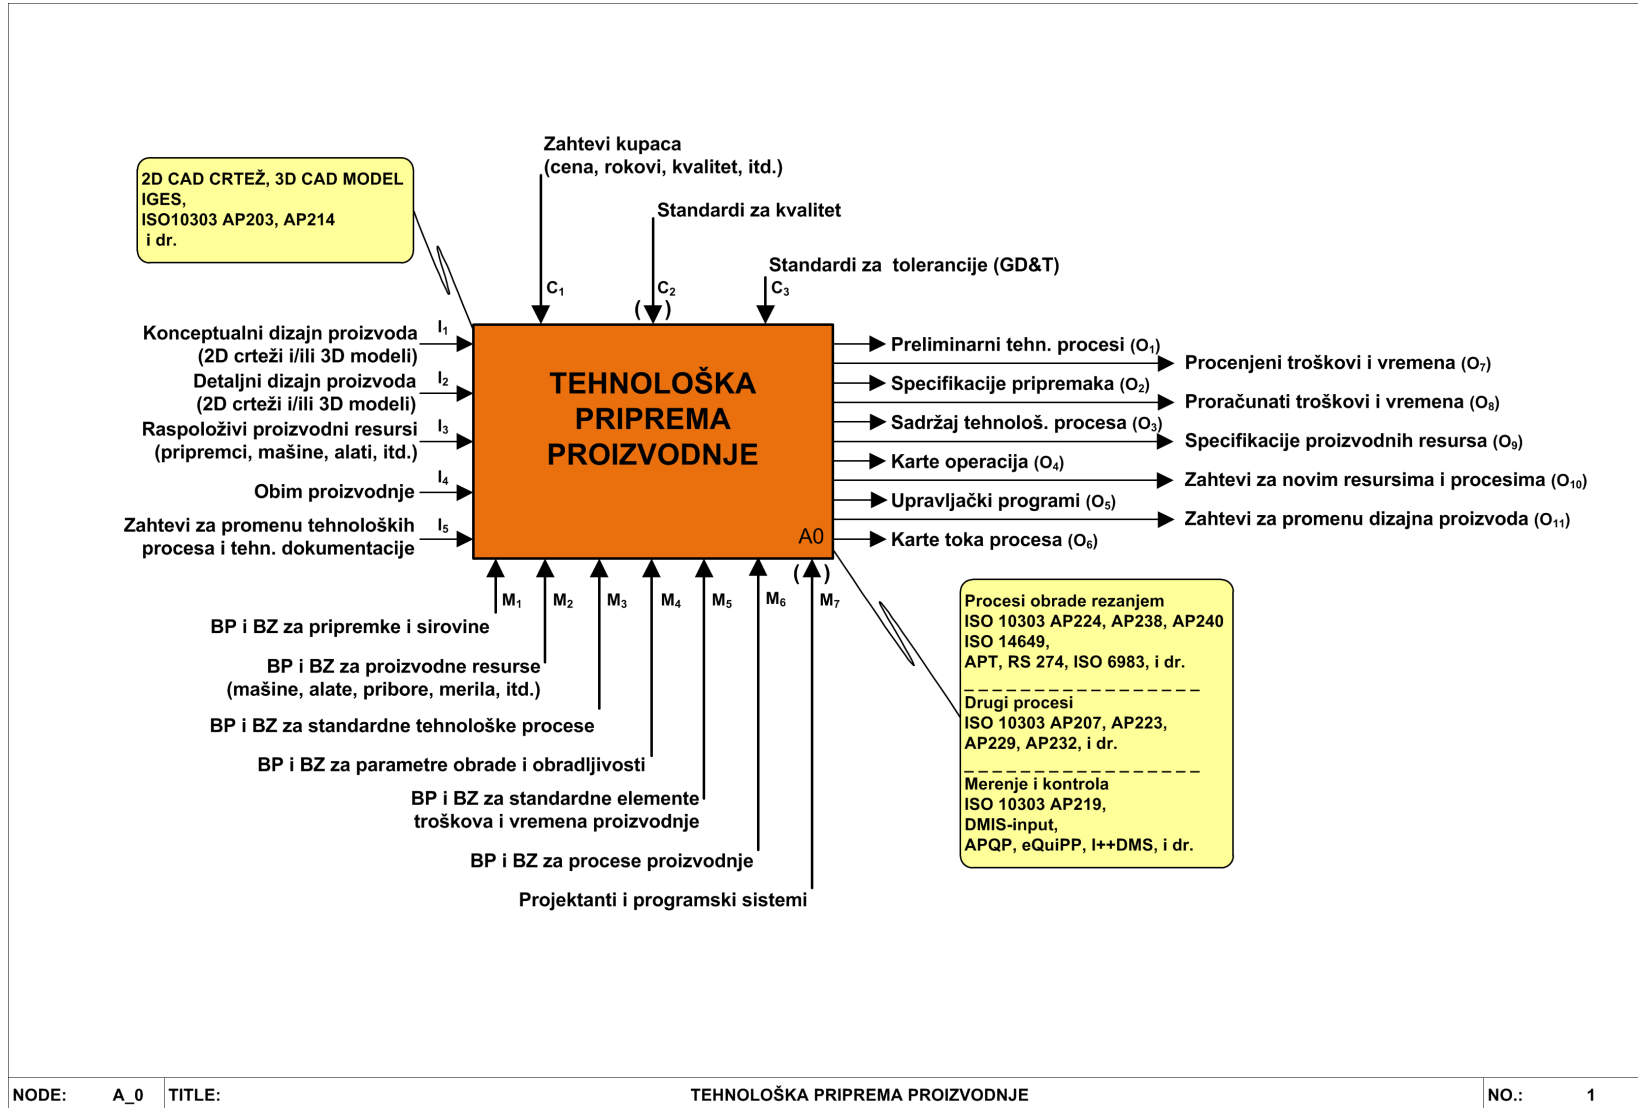 Zahtevi kupaca
(cena, rokovi, kvalitet, itd.)
2D CAD CRTEŽ, 3D CAD MODEL
IGES,
ISO10303 AP203, AP214
i dr.
Standardi za kvalitet
Standardi za tolerancije (GD&T)
C₁
C₂
C₃
( )
Konceptualni dizajn proizvoda
(2D crteži i/ili 3D modeli)
I₁
Detaljni dizajn proizvoda
(2D crteži i/ili 3D modeli)
I₂
Raspoloživi proizvodni resursi
(pripremci, mašine, alati, itd.)
I₃
Obim proizvodnje
I₄
Zahtevi za promenu tehnoloških
procesa i tehn. dokumentacije
I₅
TEHNOLOŠKA
PRIPREMA
PROIZVODNJE
A0
Preliminarni tehn. procesi (O₁)
Procenjeni troškovi i vremena (O₇)
Specifikacije pripremaka (O₂)
Proračunati troškovi i vremena (O₈)
Sadržaj tehnološ. procesa (O₃)
Specifikacije proizvodnih resursa (O₉)
Karte operacija (O₄)
Zahtevi za novim resursima i procesima (O₁₀)
Upravljački programi (O₅)
Zahtevi za promenu dizajna proizvoda (O₁₁)
Karte toka procesa (O₆)
( )
M₁
M₂
M₃
M₄
M₅
M₆
M₇
BP i BZ za pripremke i sirovine
BP i BZ za proizvodne resurse
(mašine, alate, pribore, merila, itd.)
BP i BZ za standardne tehnološke procese
BP i BZ za parametre obrade i obradljivosti
BP i BZ za standardne elemente
troškova i vremena proizvodnje
BP i BZ za procese proizvodnje
Projektanti i programski sistemi
Procesi obrade rezanjem
ISO 10303 AP224, AP238, AP240
ISO 14649,
APT, RS 274, ISO 6983, i dr.
_ _ _ _ _ _ _ _ _ _ _ _ _ _ _ _ _
Drugi procesi
ISO 10303 AP207, AP223,
AP229, AP232, i dr.
_ _ _ _ _ _ _ _ _ _ _ _ _ _ _ _ _
Merenje i kontrola
ISO 10303 AP219,
DMIS-input,
APQP, eQuiPP, I++DMS, i dr.
NODE: A_0 TITLE: TEHNOLOŠKA PRIPREMA PROIZVODNJE NO.: 1